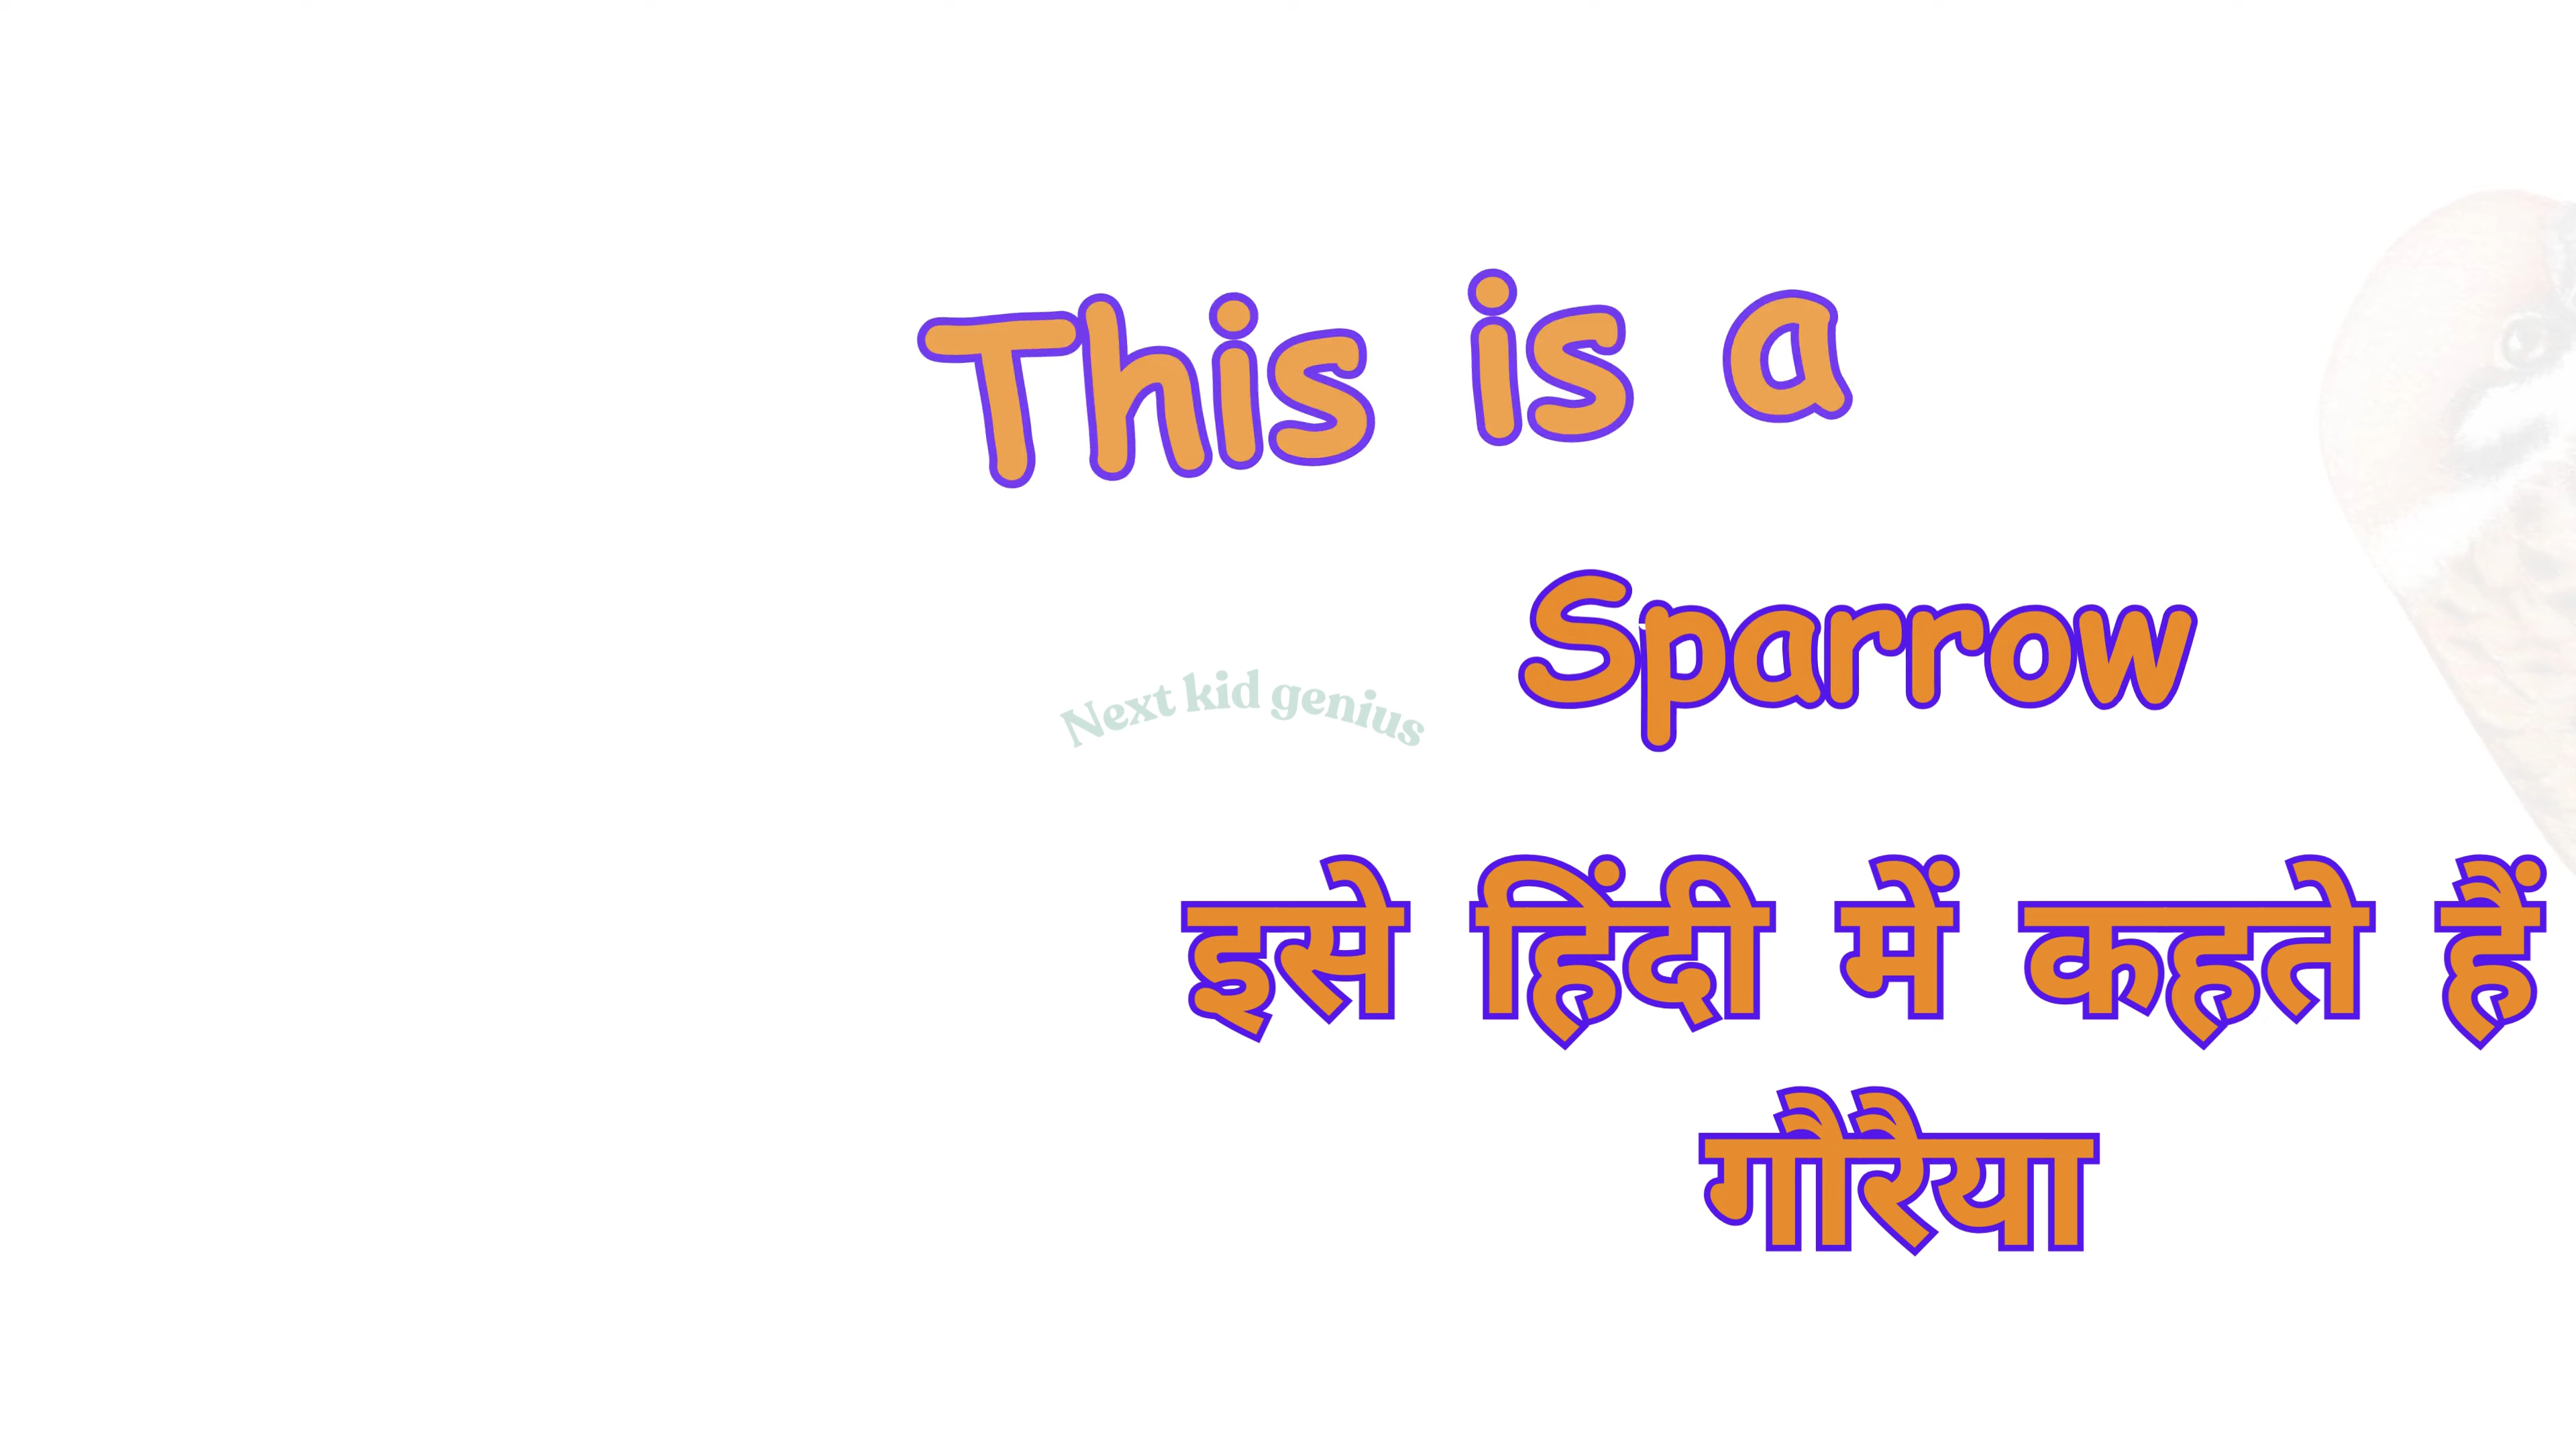 This is a
Sparrow
Next kid genius
इसे हिंदी में कहते हैं
गौरैया